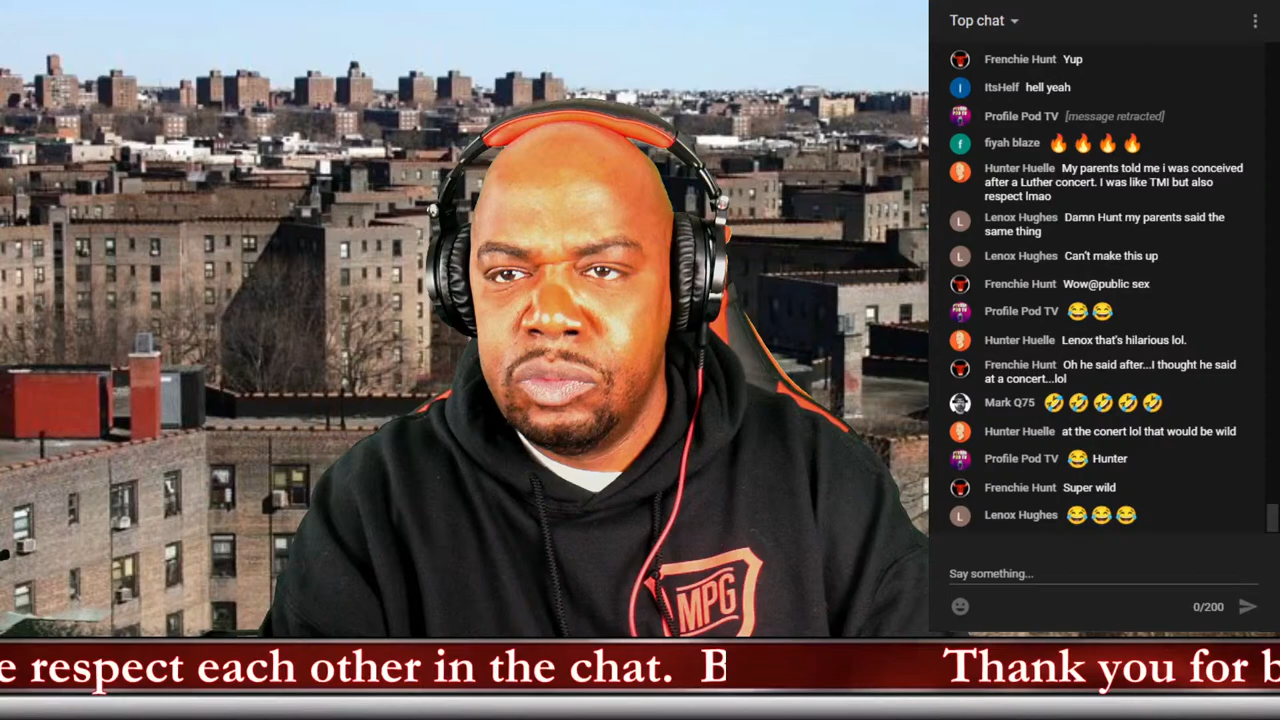 Top chat
Frenchie Hunt Yup
ItsHelf hell yeah
Profile Pod TV [message retracted]
fiyah blaze 🔥🔥🔥🔥
Hunter Huelle My parents told me i was conceived
after a Luther concert. I was like TMI but also
respect lmao
Lenox Hughes Damn Hunt my parents said the
same thing
Lenox Hughes Can't make this up
Frenchie Hunt Wow@public sex
Profile Pod TV 😂😂
Hunter Huelle Lenox that's hilarious lol.
Frenchie Hunt Oh he said after...I thought he said
at a concert...lol
Mark Q75 🤣🤣🤣🤣🤣
Hunter Huelle at the conert lol that would be wild
Profile Pod TV 😂 Hunter
Frenchie Hunt Super wild
Lenox Hughes 😂😂😂
Say something...
0/200
MPG
e respect each other in the chat. B Thank you for b